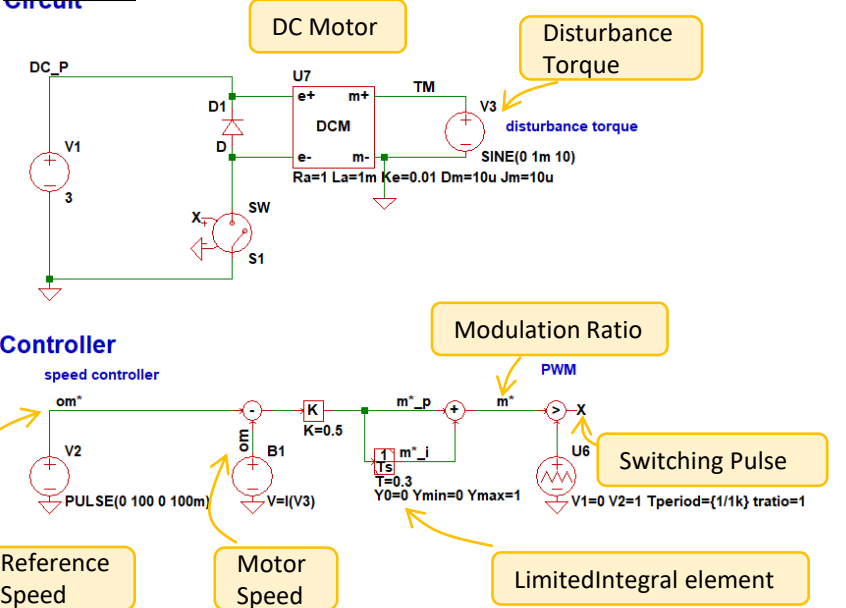 Circuit
DC Motor
Disturbance
Torque
DC_P
U7
e+
m+
TM
D1
DCM
V3
disturbance torque
V1
D
e-
m-
SINE(0 1m 10)
Ra=1 La=1m Ke=0.01 Dm=10u Jm=10u
3
X
SW
S1
Controller
Modulation Ratio
speed controller
PWM
om*
m*_p
m*
K
X
K=0.5
om
V2
B1
1
Ts
m*_i
U6
Switching Pulse
T=0.3
PULSE(0 100 0 100m)
V=I(V3)
Y0=0 Ymin=0 Ymax=1
V1=0 V2=1 Tperiod={1/1k} tratio=1
Reference
Speed
Motor
Speed
LimitedIntegral element